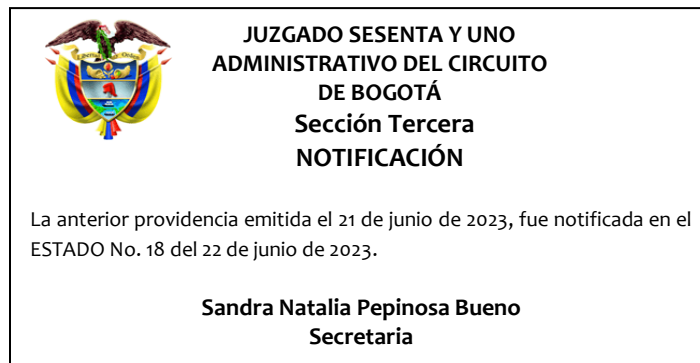 JUZGADO SESENTA Y UNO
ADMINISTRATIVO DEL CIRCUITO
DE BOGOTÁ
Sección Tercera
NOTIFICACIÓN
La anterior providencia emitida el 21 de junio de 2023, fue notificada en el
ESTADO No. 18 del 22 de junio de 2023.
Sandra Natalia Pepinosa Bueno
Secretaria